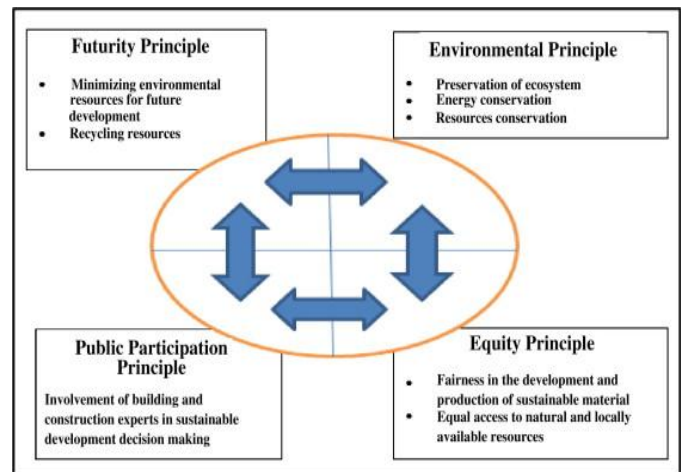 Futurity Principle
• Minimizing environmental
resources for future
development
• Recycling resources
Environmental Principle
• Preservation of ecosystem
• Energy conservation
• Resources conservation
Public Participation
Principle
Involvement of building and
construction experts in sustainable
development decision making
Equity Principle
• Fairness in the development and
production of sustainable material
• Equal access to natural and locally
available resources